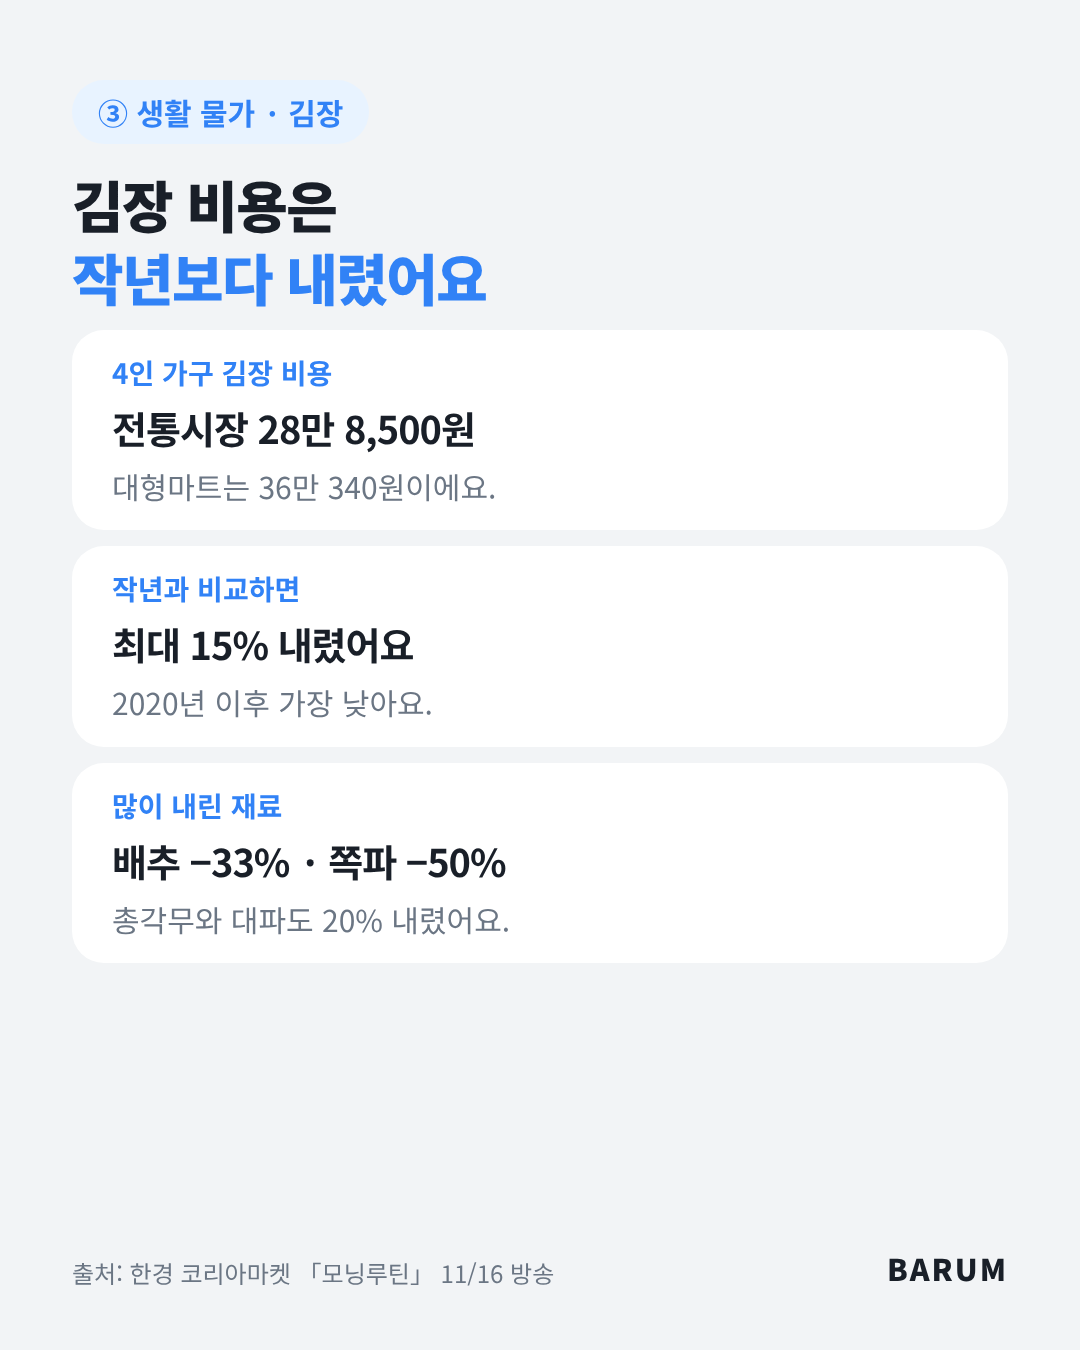 ③ 생활 물가 · 김장
김장 비용은
작년보다 내렸어요
4인 가구 김장 비용
전통시장 28만 8,500원
대형마트는 36만 340원이에요.
작년과 비교하면
최대 15% 내렸어요
2020년 이후 가장 낮아요.
많이 내린 재료
배추 −33% · 쪽파 −50%
총각무와 대파도 20% 내렸어요.
출처: 한경 코리아마켓 「모닝루틴」 11/16 방송
BARUM